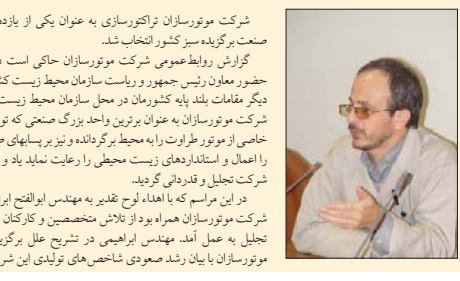 شرکت موتورسازان تراکتورسازی به عنوان یکی از یازده
صنعت برگزیده سبز کشور انتخاب شد.
گزارش روابط‌عمومی شرکت موتورسازان حاکی است د
حضور معاون رئیس جمهور و ریاست سازمان محیط زیست کش
دیگر مقامات بلند پایه کشورمان در محل سازمان محیط زیست
شرکت موتورسازان به عنوان برترین واحد بزرگ صنعتی که تو
خاصی از موتور طراوت را به محیط برگردانده و نیز بر پسابهای ص
را اعمال و استانداردهای زیست محیطی را رعایت نماید یاد و
شرکت تجلیل و قدردانی گردید.
در این مراسم که با اهداء لوح تقدیر به مهندس ابوالفتح ابرا
شرکت موتورسازان همراه بود از تلاش متخصصین و کارکنان
تجلیل به عمل آمد. مهندس ابراهیمی در تشریح علل برگزی
موتورسازان با بیان رشد صعودی شاخص‌های تولیدی این شر